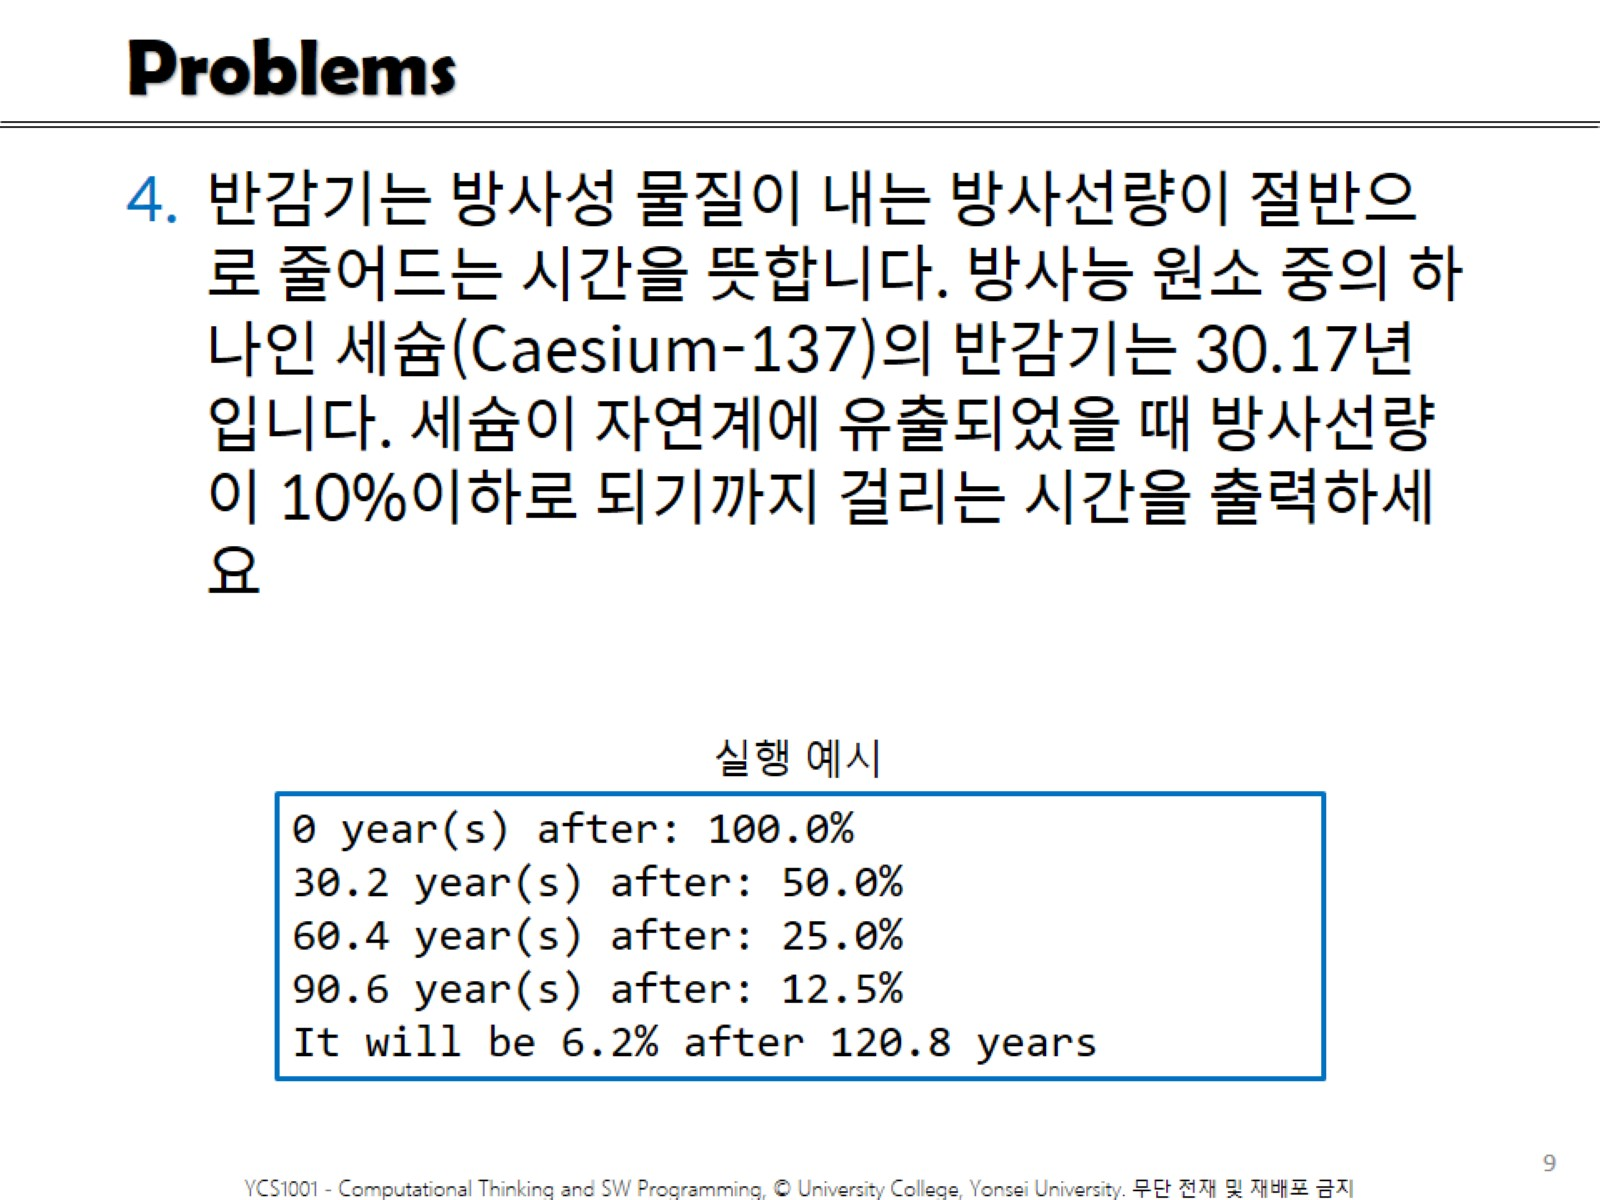 Problems
4. 반감기는 방사성 물질이 내는 방사선량이 절반으
로 줄어드는 시간을 뜻합니다. 방사능 원소 중의 하
나인 세슘(Caesium-137)의 반감기는 30.17년
입니다. 세슘이 자연계에 유출되었을 때 방사선량
이 10%이하로 되기까지 걸리는 시간을 출력하세
요
실행 예시
0 year(s) after: 100.0%
30.2 year(s) after: 50.0%
60.4 year(s) after: 25.0%
90.6 year(s) after: 12.5%
It will be 6.2% after 120.8 years
9
YCS1001 - Computational Thinking and SW Programming, © University College, Yonsei University. 무단 전재 및 재배포 금지